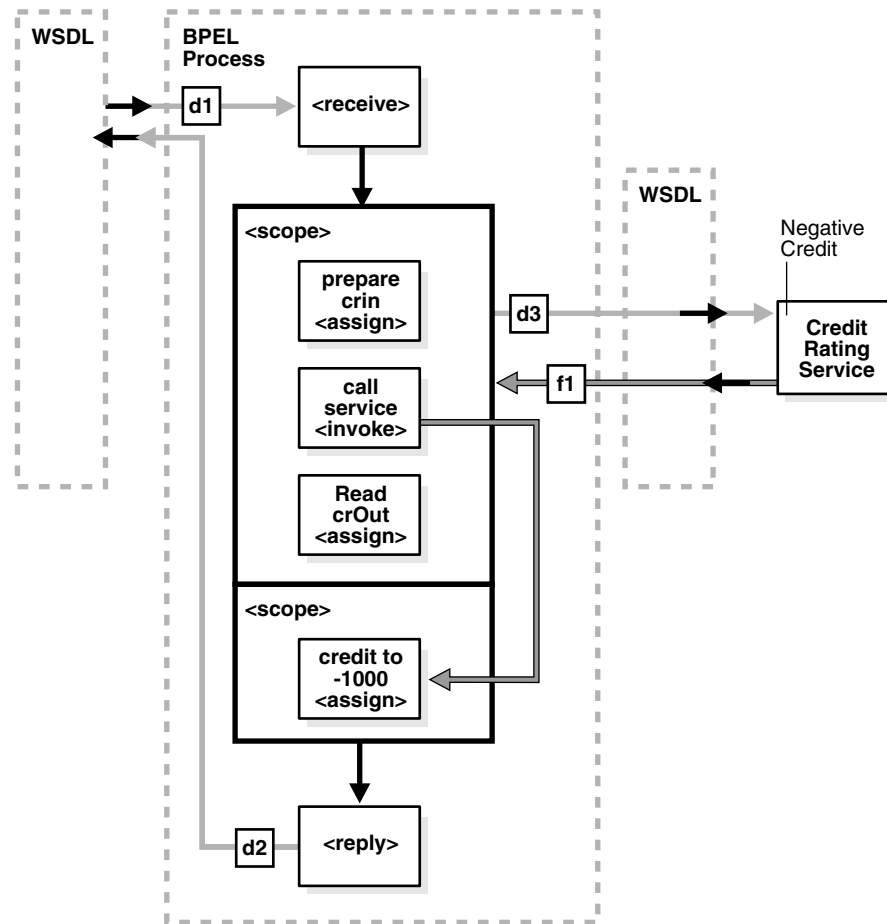 WSDL
BPEL
Process
d1
<receive>
<scope>
prepare
crin
<assign>
d3
WSDL
Negative
Credit
Credit
Rating
Service
f1
call
service
<invoke>
Read
crOut
<assign>
<scope>
credit to
-1000
<assign>
d2
<reply>